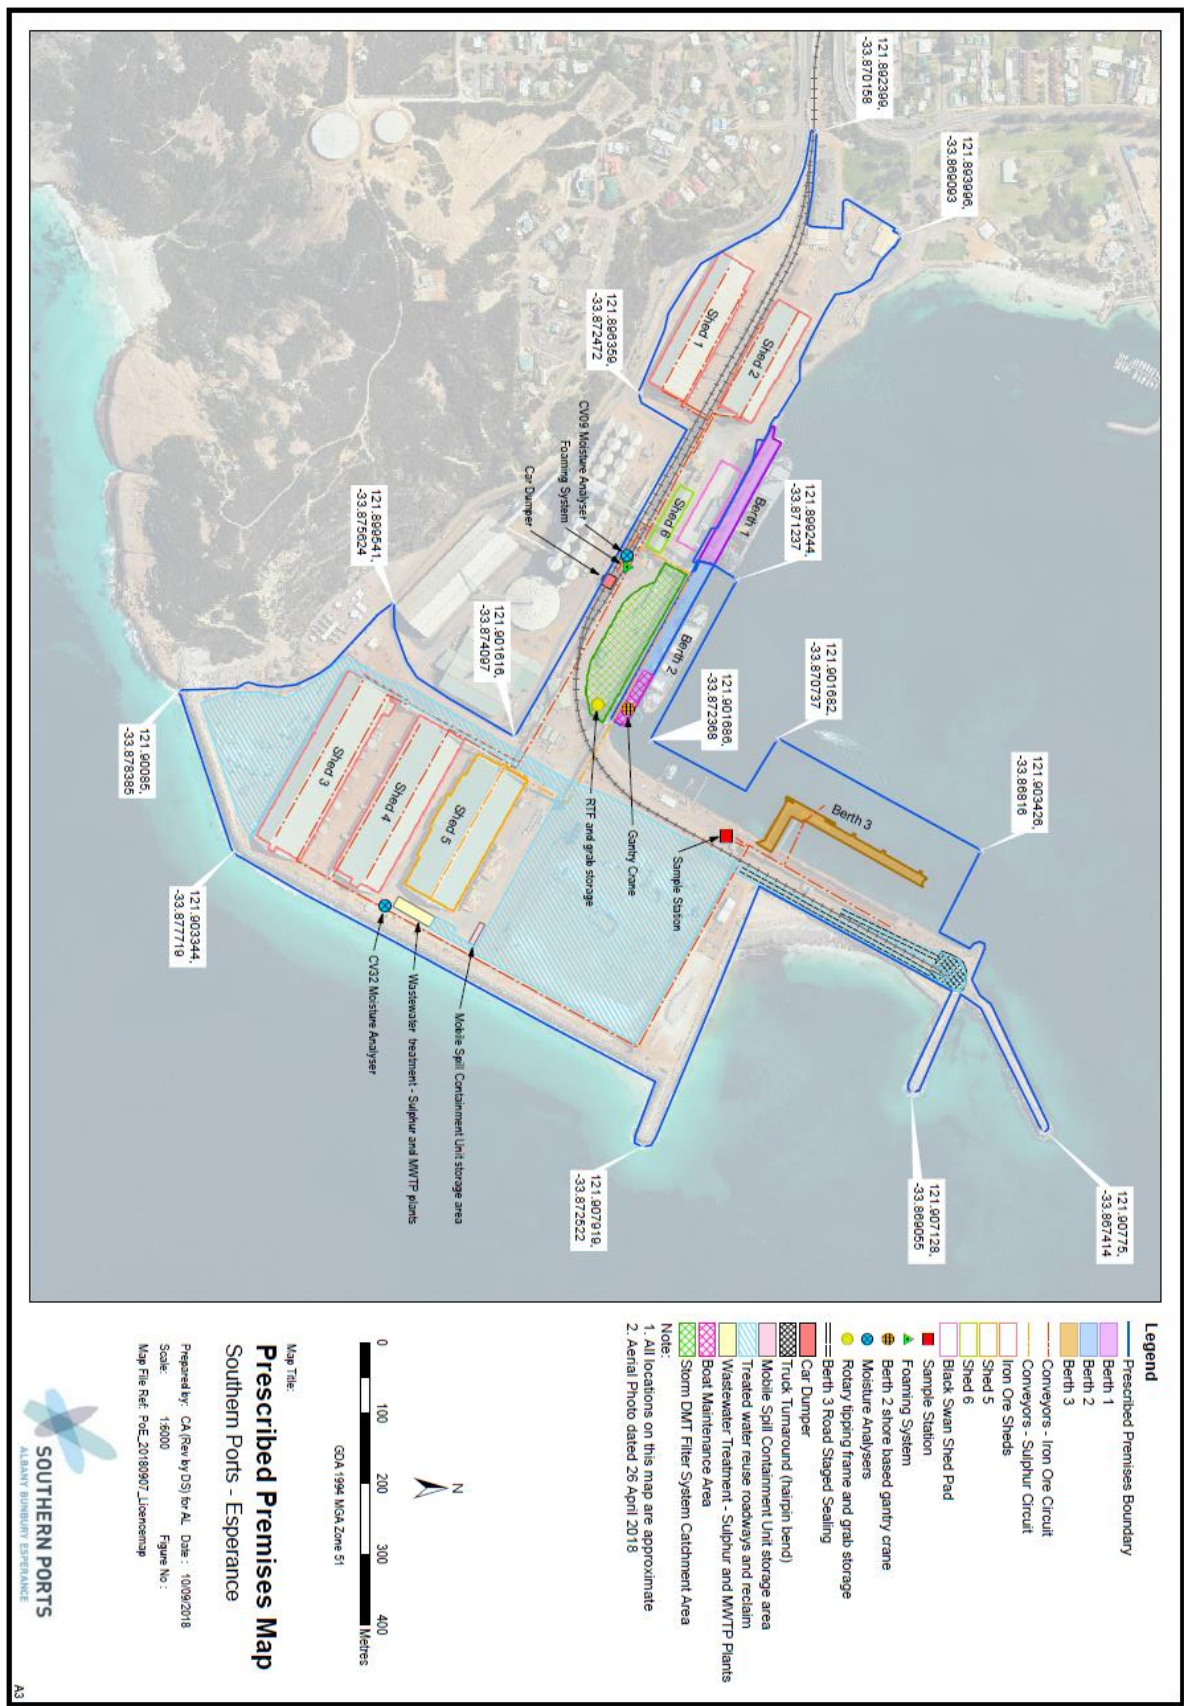 121.892399,
-33.870158
121.893996,
-33.869093
121.896359,
-33.872472
Shed 1
Shed 2
CV09 Moisture Analyser
Foaming System
Car Dumper
Shed 6
Berth 1
121.899244,
-33.871237
Berth 2
121.901682,
-33.870737
121.901686,
-33.872368
121.903426,
-33.86816
Berth 3
121.899541,
-33.875624
121.901616,
-33.874097
121.90085,
-33.878385
Shed 3
Shed 4
Shed 5
RTF and grab storage
Gantry Crane
Sample Station
121.903344,
-33.877719
CV32 Moisture Analyser
Wastewater treatment - Sulphur and MWTP plants
Mobile Spill Containment Unit storage area
121.907919,
-33.872522
121.907128,
-33.869055
121.90775,
-33.867414
Legend
Prescribed Premises Boundary
Berth 1
Berth 2
Berth 3
Conveyors - Iron Ore Circuit
Conveyors - Sulphur Circuit
Iron Ore Sheds
Shed 5
Shed 6
Black Swan Shed Pad
Sample Station
Foaming System
Berth 2 shore based gantry crane
Moisture Analysers
Rotary tipping frame and grab storage
Berth 3 Road Staged Sealing
Car Dumper
Truck Turnaround (hairpin bend)
Mobile Spill Containment Unit storage area
Treated water reuse roadways and reclaim
Wastewater Treatment - Sulphur and MWTP Plants
Boat Maintenance Area
Storm DMT Filter System Catchment Area
Note:
1. All locations on this map are approximate
2. Aerial Photo dated 26 April 2018
N
0 100 200 300 400
Metres
GDA 1994 MGA Zone 51
Map Title:
Prescribed Premises Map
Southern Ports - Esperance
Prepared by: CA (Rev by DS) for AL Date: 10/09/2018
Scale: 1:6000 Figure No :
Map File Ref: PoE_20180907_Licencemap
SOUTHERN PORTS
ALBANY BUNBURY ESPERANCE
A3